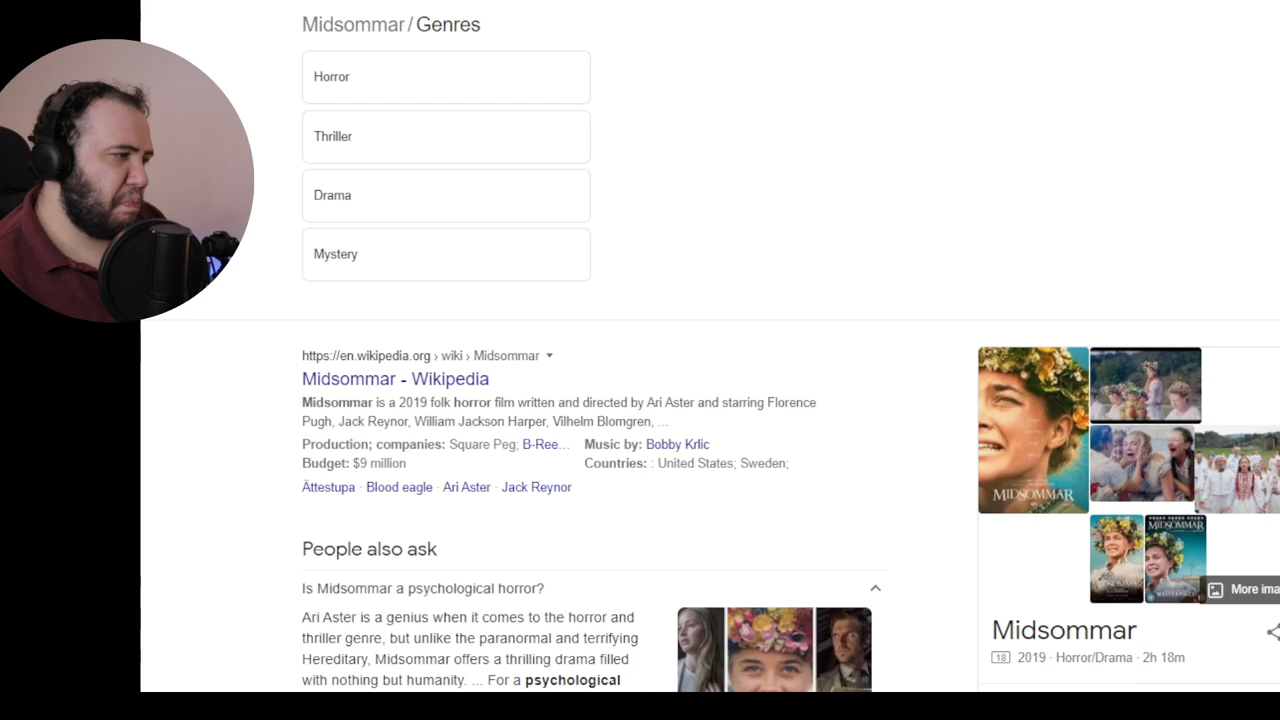 Midsommar / Genres
Horror
Thriller
Drama
Mystery
https://en.wikipedia.org › wiki › Midsommar
Midsommar - Wikipedia
Midsommar is a 2019 folk horror film written and directed by Ari Aster and starring Florence
Pugh, Jack Reynor, William Jackson Harper, Vilhelm Blomgren, ...
Production; companies: Square Peg; B-Ree... Music by: Bobby Krlic
Budget: $9 million Countries: : United States; Sweden;
Ättestupa · Blood eagle · Ari Aster · Jack Reynor
People also ask
Is Midsommar a psychological horror?
Ari Aster is a genius when it comes to the horror and
thriller genre, but unlike the paranormal and terrifying
Hereditary, Midsommar offers a thrilling drama filled
with nothing but humanity. ... For a psychological
MIDSOMMAR
MIDSOMMAR
More ima
Midsommar
18 2019 · Horror/Drama · 2h 18m